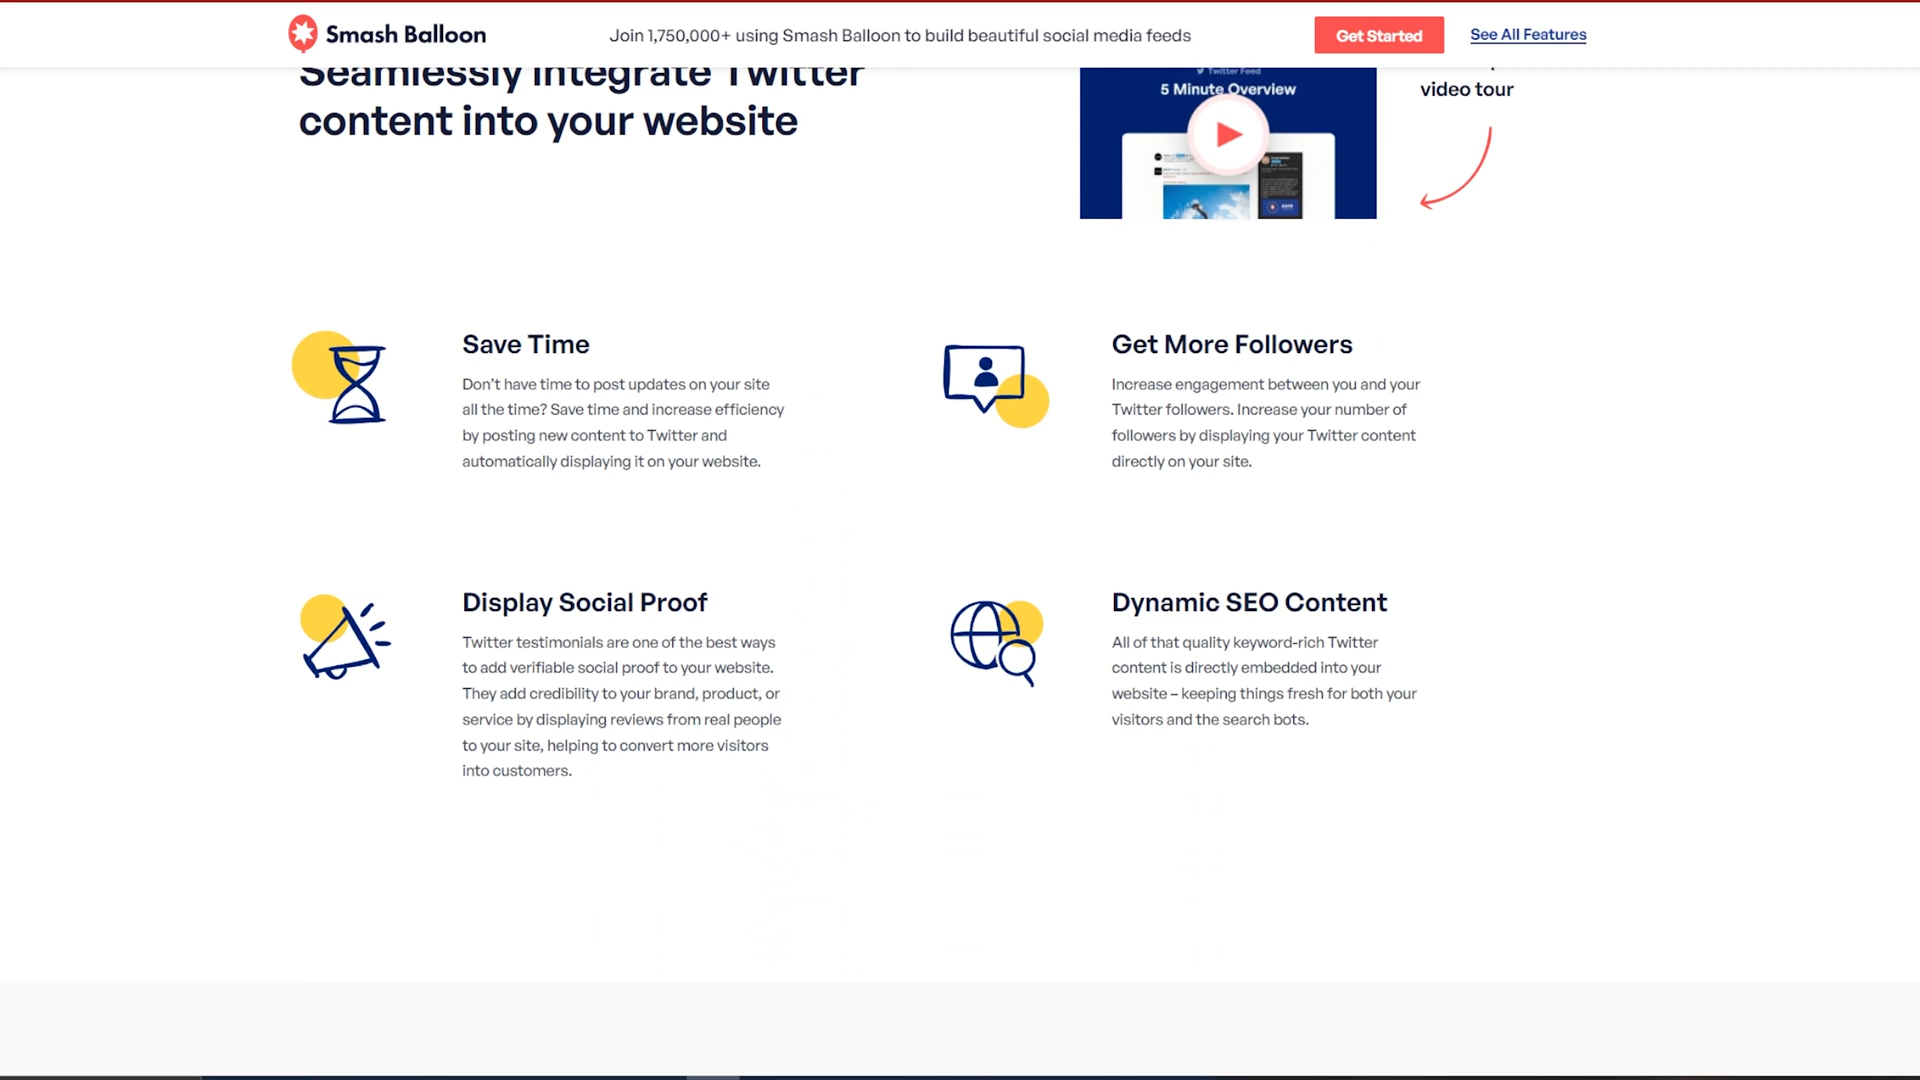 Smash Balloon
Join 1,750,000+ using Smash Balloon to build beautiful social media feeds
Get Started
See All Features
Seamlessly integrate Twitter
content into your website
Twitter Feed
5 Minute Overview
video tour
Save Time
Don’t have time to post updates on your site
all the time? Save time and increase efficiency
by posting new content to Twitter and
automatically displaying it on your website.
Get More Followers
Increase engagement between you and your
Twitter followers. Increase your number of
followers by displaying your Twitter content
directly on your site.
Display Social Proof
Twitter testimonials are one of the best ways
to add verifiable social proof to your website.
They add credibility to your brand, product, or
service by displaying reviews from real people
to your site, helping to convert more visitors
into customers.
Dynamic SEO Content
All of that quality keyword-rich Twitter
content is directly embedded into your
website – keeping things fresh for both your
visitors and the search bots.